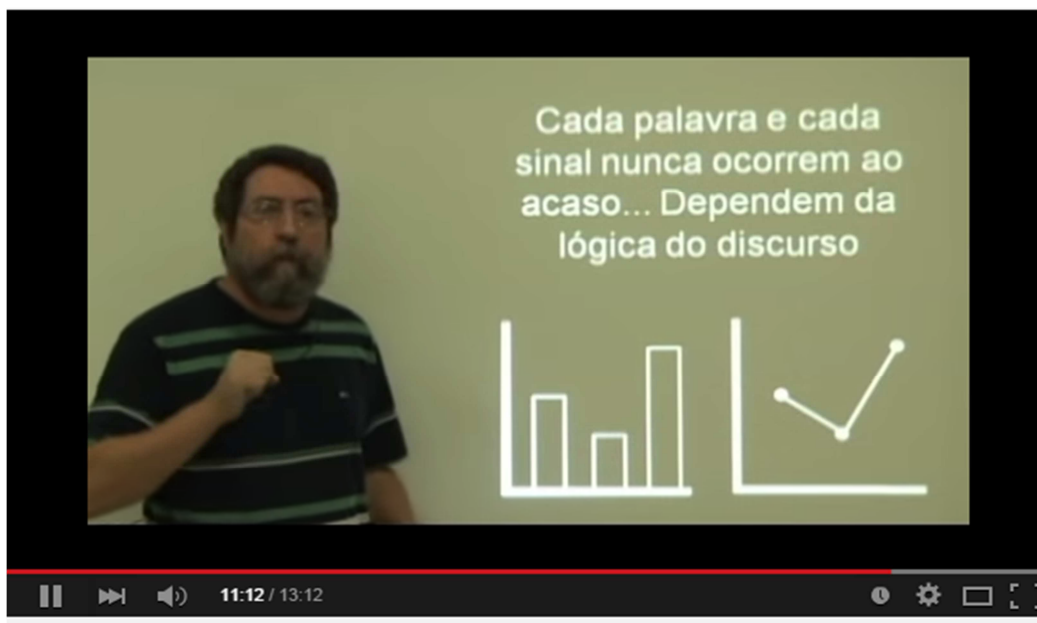 Cada palavra e cada
sinal nunca ocorrem ao
acaso... Dependem da
lógica do discurso
11:12 / 13:12